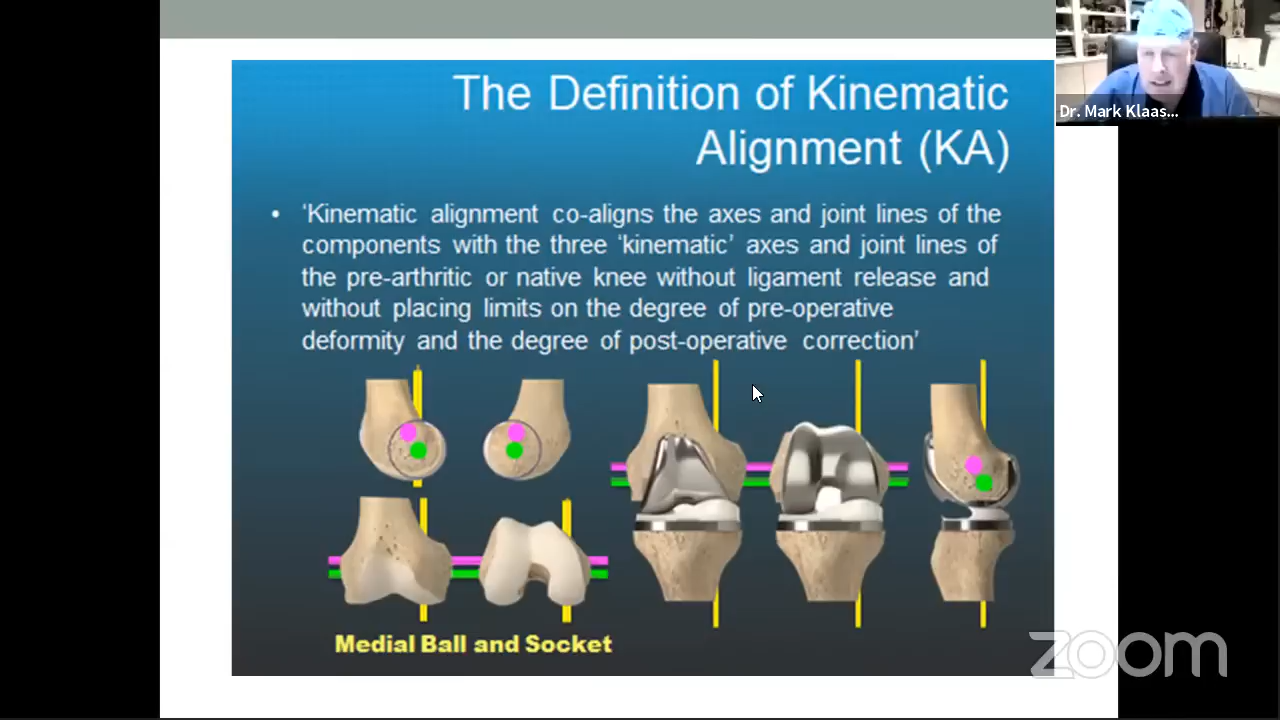 The Definition of Kinematic
Alignment (KA)
• ‘Kinematic alignment co-aligns the axes and joint lines of the
components with the three ‘kinematic’ axes and joint lines of
the pre-arthritic or native knee without ligament release and
without placing limits on the degree of pre-operative
deformity and the degree of post-operative correction’
Medial Ball and Socket
Dr. Mark Klaas...
zoom